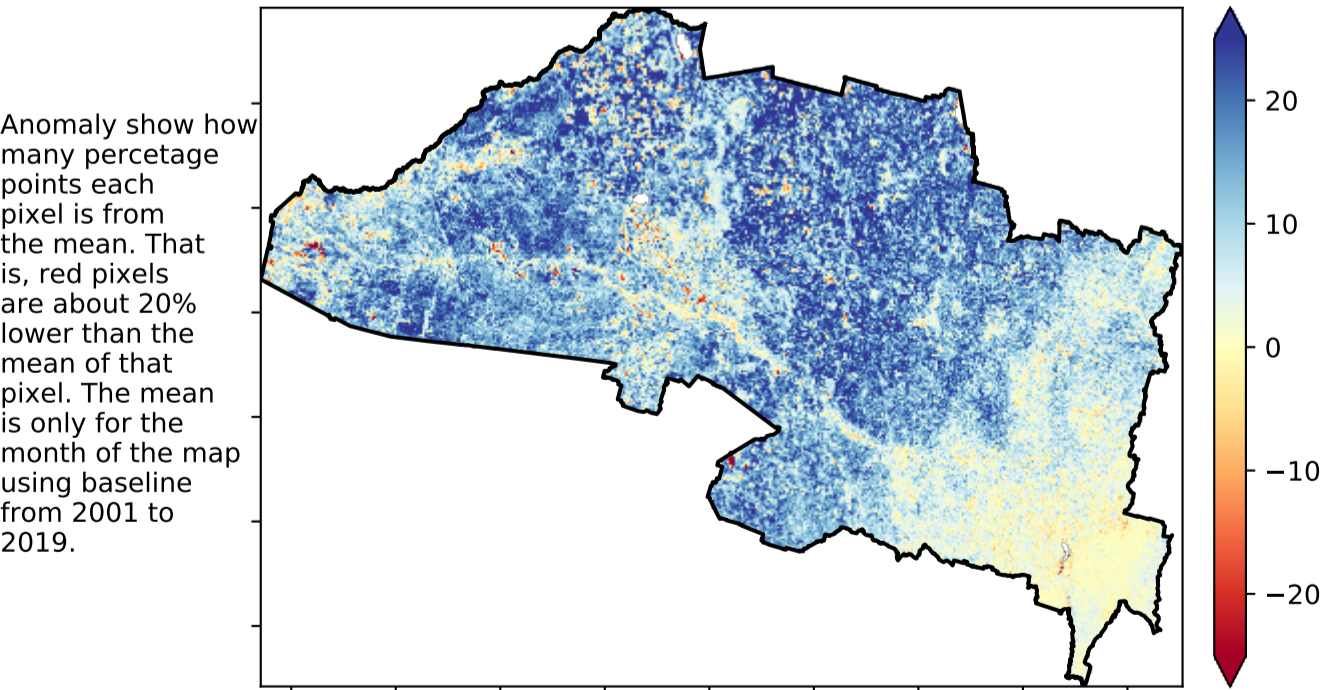 Anomaly show how
many percetage
points each
pixel is from
the mean. That
is, red pixels
are about 20%
lower than the
mean of that
pixel. The mean
is only for the
month of the map
using baseline
from 2001 to
2019.
20
10
0
−10
−20